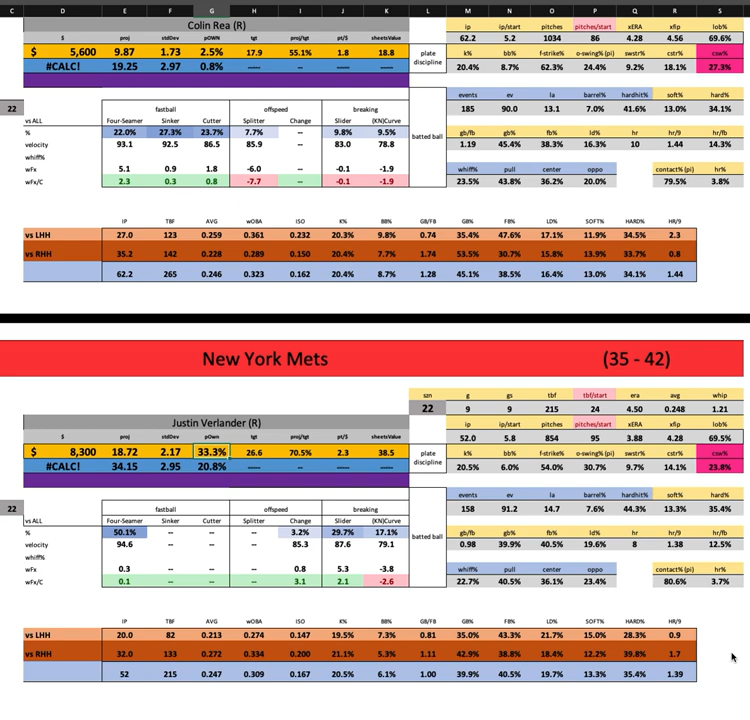 C D E F G H I J K L M N O P Q R S
Colin Rea (R) ip ip/start pitches pitches/start xERA xfip lob%
$ proj stdDev pOWN tgt proj/tgt pt/$ sheetsValue 62.2 5.2 1034 86 4.28 4.56 69.6%
$ 5,600 9.87 1.73 2.5% 17.9 55.1% 1.8 18.8 plate discipline k% bb% f-strike% o-swing% (pi) swstr% cstr% csw%
#CALC! 19.25 2.97 0.8% ---- -- ---- ---- 20.4% 8.7% 62.3% 24.4% 9.2% 18.1% 27.3%
events ev la barrel% hardhit% soft% hard%
22 fastball offspeed breaking 185 90.0 13.1 7.0% 41.6% 13.0% 34.1%
vs ALL Four-Seamer Sinker Cutter Splitter Change Slider (KN)Curve
% 22.0% 27.3% 23.7% 7.7% -- 9.8% 9.5% batted ball gb/fb gb% fb% ld% hr hr/9 hr/fb
velocity 93.1 92.5 86.5 85.9 -- 83.0 78.8 1.19 45.4% 38.3% 16.3% 10 1.44 14.3%
whiff%
wFx 5.1 0.9 1.8 -6.0 -- -0.1 -1.9 whiff% pull center oppo contact% (pi) hr%
wFx/C 2.3 0.3 0.8 -7.7 -- -0.1 -1.9 23.5% 43.8% 36.2% 20.0% 79.5% 3.8%
IP TBF AVG wOBA ISO K% BB% GB/FB GB% FB% LD% SOFT% HARD% HR/9
vs LHH 27.0 123 0.259 0.361 0.232 20.3% 9.8% 0.74 35.4% 47.6% 17.1% 11.9% 34.5% 2.3
vs RHH 35.2 142 0.228 0.289 0.150 20.4% 7.7% 1.74 53.5% 30.7% 15.8% 13.9% 33.7% 0.8
62.2 265 0.246 0.323 0.162 20.4% 8.7% 1.28 45.1% 38.5% 16.4% 13.0% 34.1% 1.44
New York Mets (35 - 42)
szn g gs tbf tbf/start era avg whip
22 9 9 215 24 4.50 0.248 1.21
Justin Verlander (R) ip ip/start pitches pitches/start xERA xfip lob%
$ proj stdDev pOwn tgt proj/tgt pt/$ sheetsValue 52.0 5.8 854 95 3.88 4.28 69.5%
$ 8,300 18.72 2.17 33.3% 26.6 70.5% 2.3 38.5 plate discipline k% bb% f-strike% o-swing% (pi) swstr% cstr% csw%
#CALC! 34.15 2.95 20.8% ---- -- ---- ---- 20.5% 6.0% 54.0% 30.7% 9.7% 14.1% 23.8%
events ev la barrel% hardhit% soft% hard%
22 fastball offspeed breaking 158 91.2 14.7 7.6% 44.3% 13.3% 35.4%
vs ALL Four-Seamer Sinker Cutter Splitter Change Slider (KN)Curve
% 50.1% -- -- -- 3.2% 29.7% 17.1% batted ball gb/fb gb% fb% ld% hr hr/9 hr/fb
velocity 94.6 -- -- -- 85.3 87.6 79.1 0.98 39.9% 40.5% 19.6% 8 1.38 12.5%
whiff%
wFx 0.3 -- -- -- 0.8 5.3 -3.8 whiff% pull center oppo contact% (pi) hr%
wFx/C 0.1 -- -- -- 3.1 2.1 -2.6 22.7% 40.5% 36.1% 23.4% 80.6% 3.7%
IP TBF AVG wOBA ISO K% BB% GB/FB GB% FB% LD% SOFT% HARD% HR/9
vs LHH 20.0 82 0.213 0.274 0.147 19.5% 7.3% 0.81 35.0% 43.3% 21.7% 15.0% 28.3% 0.9
vs RHH 32.0 133 0.272 0.334 0.200 21.1% 5.3% 1.11 42.9% 38.8% 18.4% 12.2% 39.8% 1.7
52 215 0.247 0.309 0.167 20.5% 6.1% 1.00 39.9% 40.5% 19.7% 13.3% 35.4% 1.39